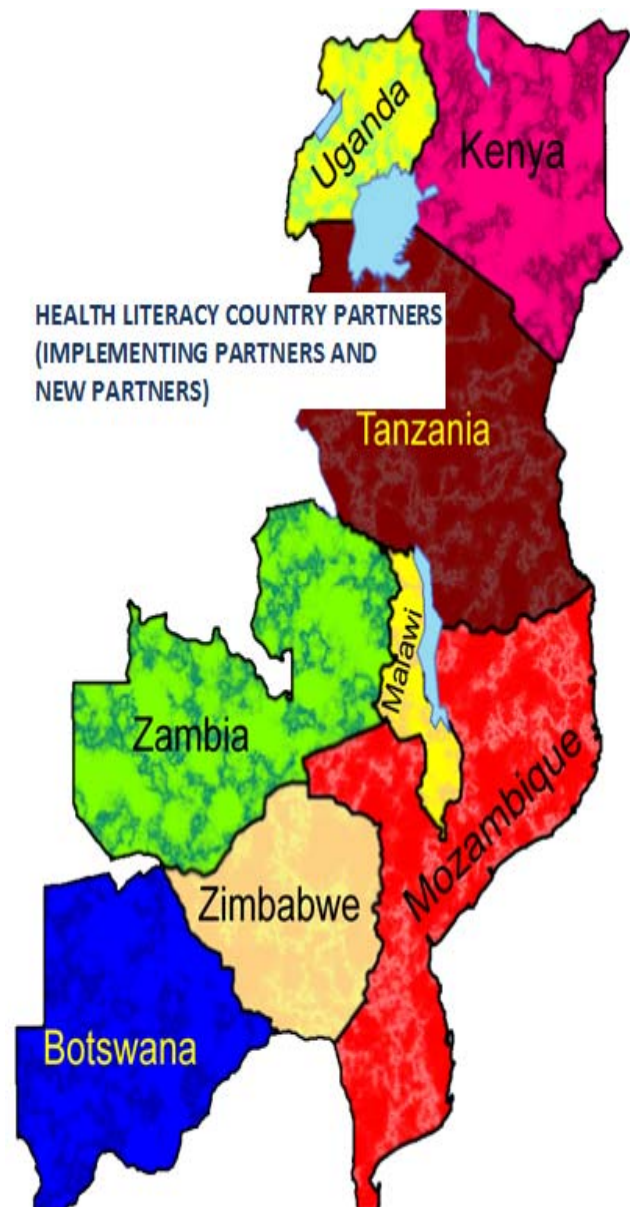 Uganda
Kenya
HEALTH LITERACY COUNTRY PARTNERS
(IMPLEMENTING PARTNERS AND
NEW PARTNERS)
Tanzania
Malawi
Zambia
Mozambique
Zimbabwe
Botswana